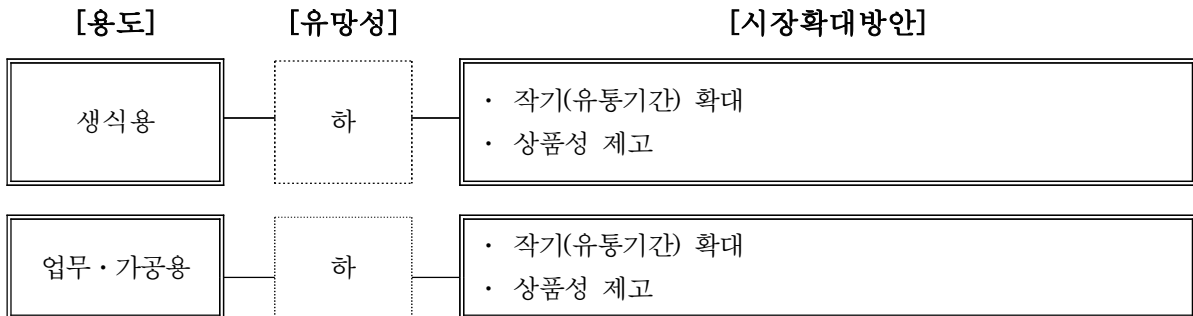 [용도] [유망성] [시장확대방안]
생식용 하
· 작기(유통기간) 확대
· 상품성 제고
업무·가공용 하
· 작기(유통기간) 확대
· 상품성 제고